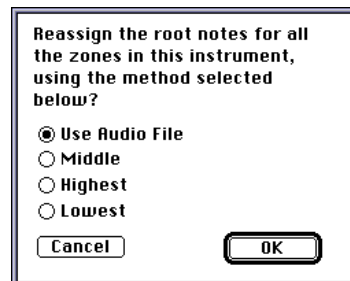 Reassign the root notes for all
the zones in this instrument,
using the method selected
below?
Use Audio File
Middle
Highest
Lowest
Cancel
OK